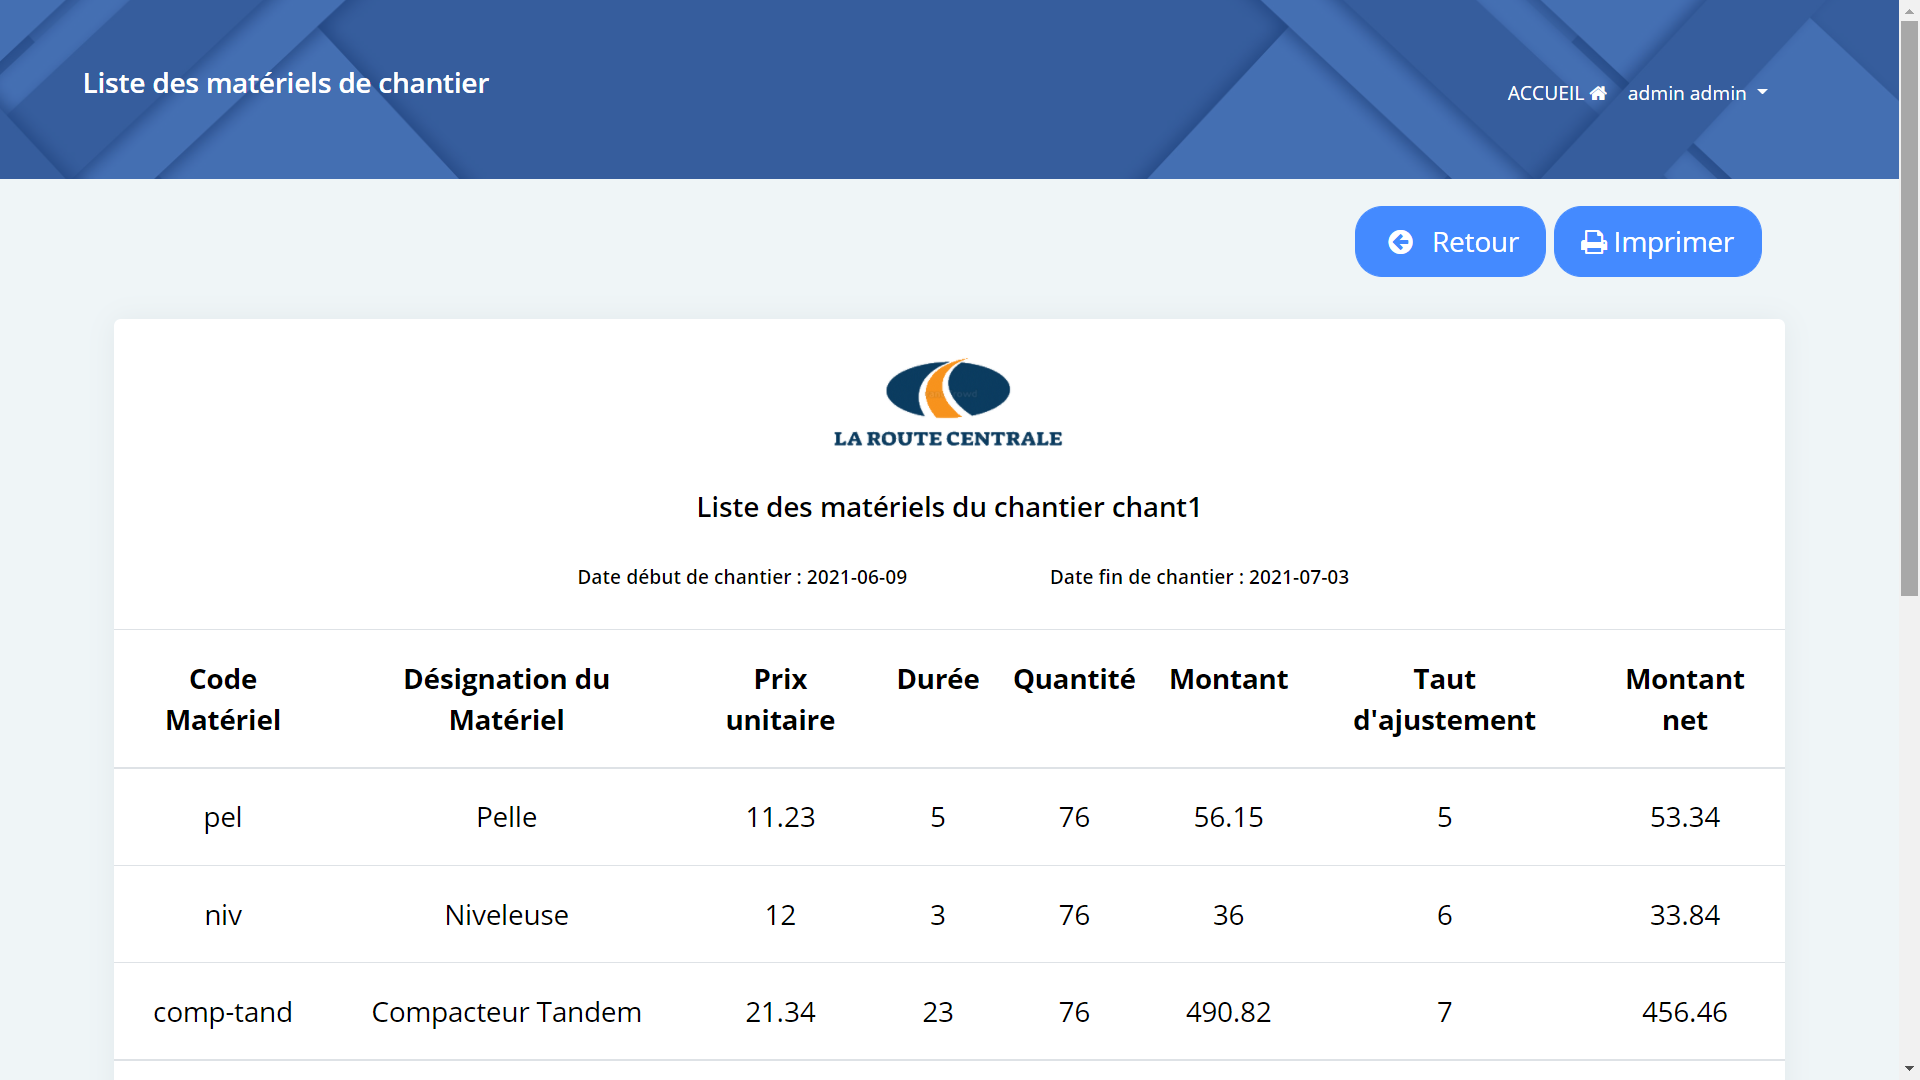 Liste des matériels de chantier
ACCUEIL admin admin
Retour Imprimer
LA ROUTE CENTRALE
Liste des matériels du chantier chant1
Date début de chantier : 2021-06-09 Date fin de chantier : 2021-07-03
Code Matériel Désignation du Matériel Prix unitaire Durée Quantité Montant Taut d'ajustement Montant net
pel Pelle 11.23 5 76 56.15 5 53.34
niv Niveleuse 12 3 76 36 6 33.84
comp-tand Compacteur Tandem 21.34 23 76 490.82 7 456.46